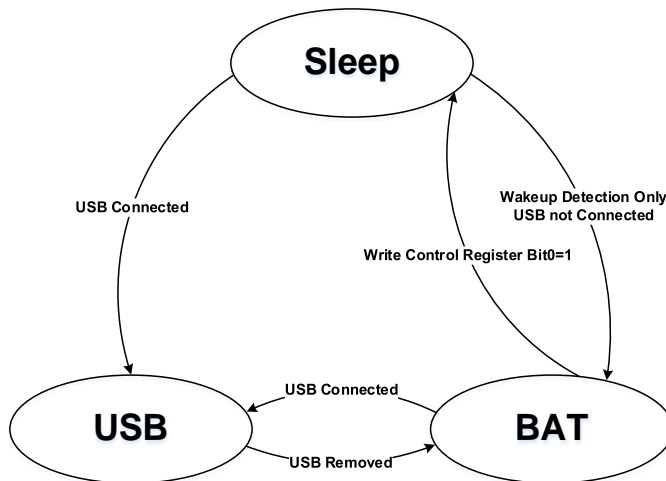 Sleep
USB Connected
Wakeup Detection Only
USB not Connected
Write Control Register Bit0=1
USB Connected
USB
BAT
USB Removed